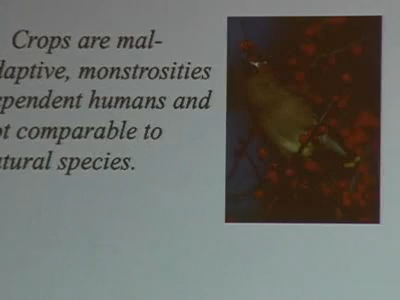 Crops are mal-
daptive, monstrosities
pendent humans and
ot comparable to
tural species.